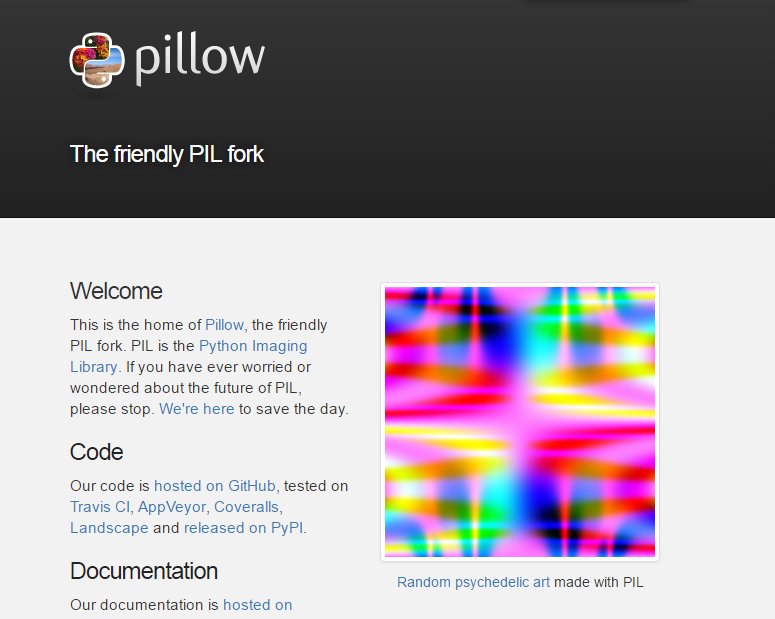 pillow
The friendly PIL fork
Welcome
This is the home of Pillow, the friendly
PIL fork. PIL is the Python Imaging
Library. If you have ever worried or
wondered about the future of PIL,
please stop. We're here to save the day.
Code
Our code is hosted on GitHub, tested on
Travis CI, AppVeyor, Coveralls,
Landscape and released on PyPI.
Documentation
Our documentation is hosted on
Random psychedelic art made with PIL